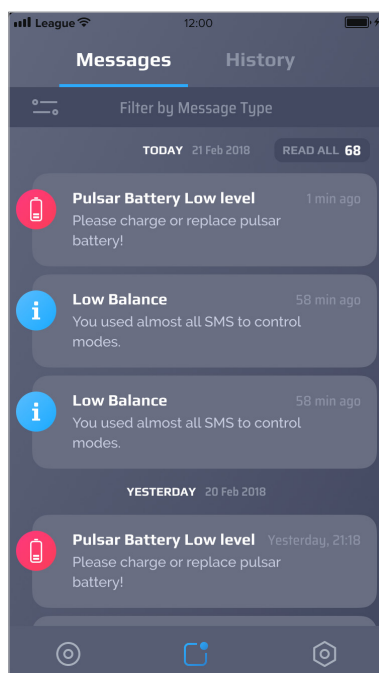 League 12:00
Messages History
Filter by Message Type
TODAY 21 Feb 2018 READ ALL 68
Pulsar Battery Low level 1 min ago
Please charge or replace pulsar
battery!
Low Balance 58 min ago
You used almost all SMS to control
modes.
Low Balance 58 min ago
You used almost all SMS to control
modes.
YESTERDAY 20 Feb 2018
Pulsar Battery Low level Yesterday, 21:18
Please charge or replace pulsar
battery!